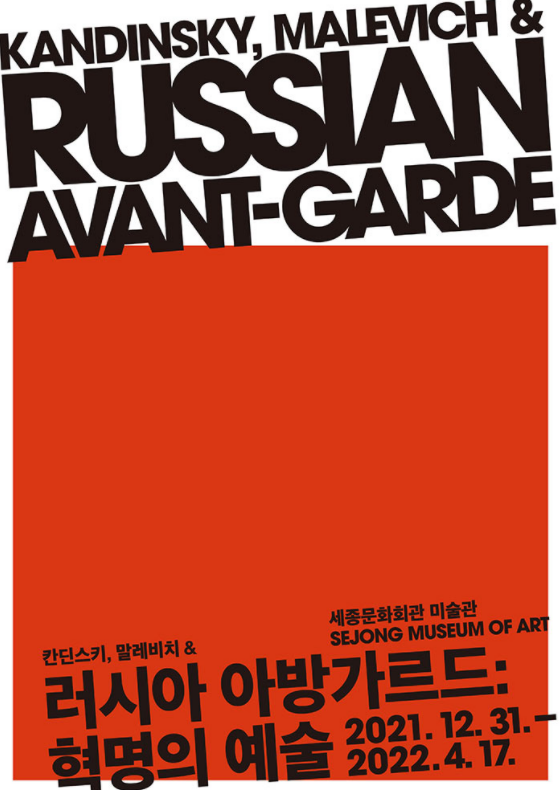 KANDINSKY, MALEVICH &
RUSSIAN
AVANT-GARDE
세종문화회관 미술관
SEJONG MUSEUM OF ART
칸딘스키, 말레비치 &
러시아 아방가르드:
혁명의 예술
2021. 12. 31. –
2022. 4. 17.